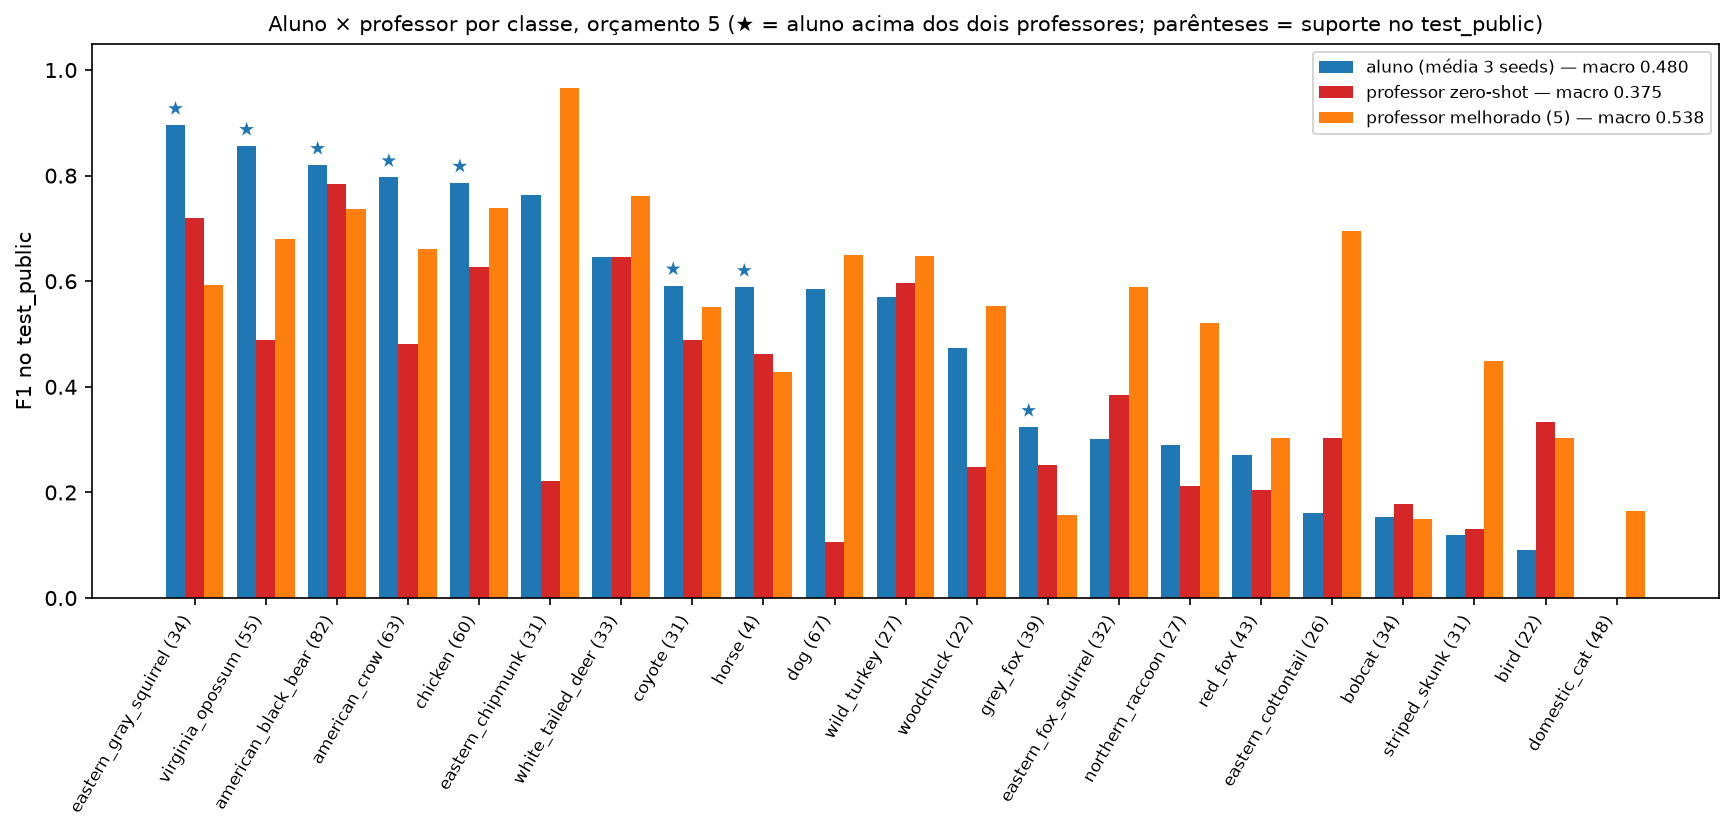 Aluno × professor por classe, orçamento 5 (★ = aluno acima dos dois professores; parênteses = suporte no test_public)
aluno (média 3 seeds) — macro 0.480
professor zero-shot — macro 0.375
professor melhorado (5) — macro 0.538
F1 no test_public
1.0
0.8
0.6
0.4
0.2
0.0
eastern_gray_squirrel (34)
virginia_opossum (55)
american_black_bear (82)
american_crow (63)
chicken (60)
eastern_chipmunk (31)
white_tailed_deer (33)
coyote (31)
horse (4)
dog (67)
wild_turkey (27)
woodchuck (22)
grey_fox (39)
eastern_fox_squirrel (32)
northern_raccoon (27)
red_fox (43)
eastern_cottontail (26)
bobcat (34)
striped_skunk (31)
bird (22)
domestic_cat (48)